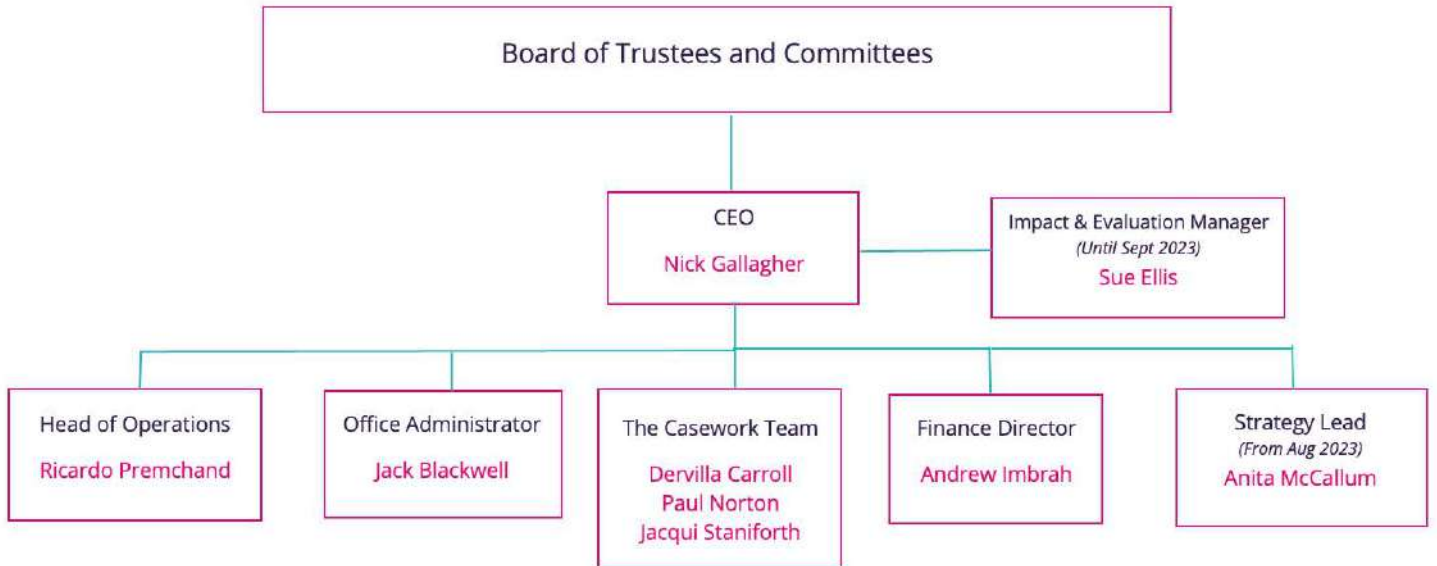 Board of Trustees and Committees
CEO
Nick Gallagher
Impact & Evaluation Manager
(Until Sept 2023)
Sue Ellis
Head of Operations
Ricardo Premchand
Office Administrator
Jack Blackwell
The Casework Team
Dervilla Carroll
Paul Norton
Jacqui Staniforth
Finance Director
Andrew Imbrah
Strategy Lead
(From Aug 2023)
Anita McCallum